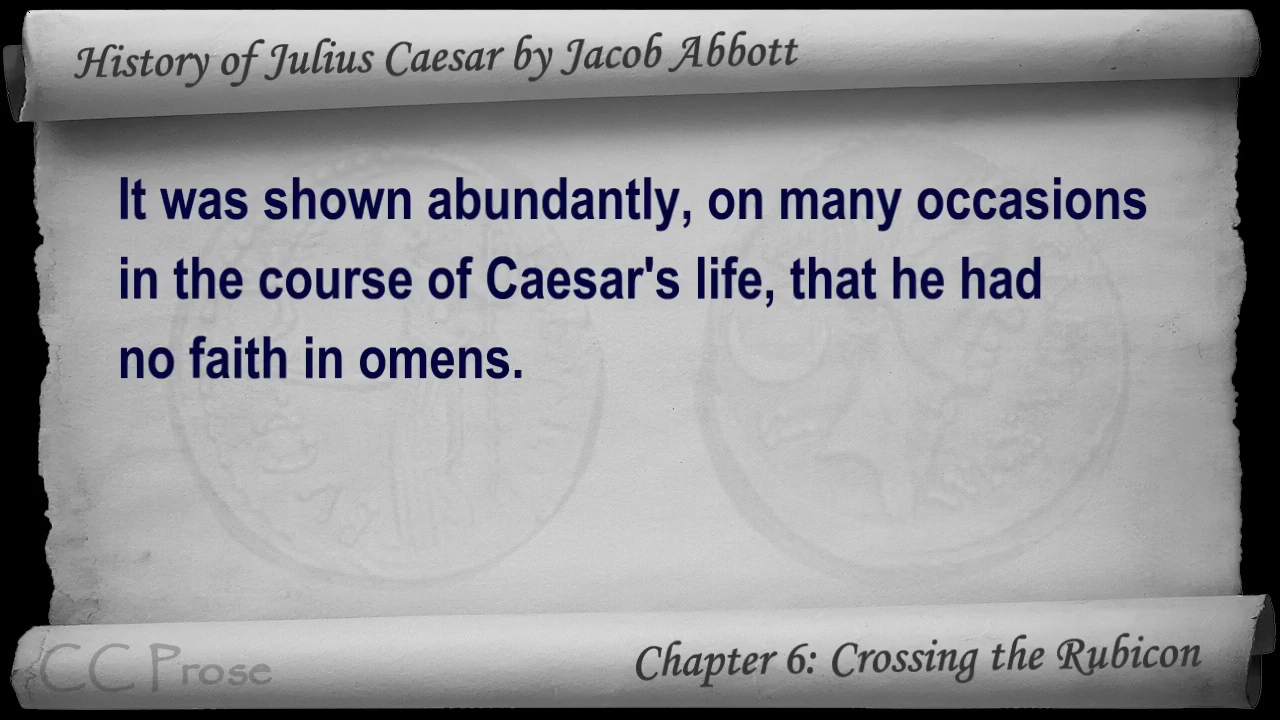 History of Julius Caesar by Jacob Abbott
It was shown abundantly, on many occasions
in the course of Caesar's life, that he had
no faith in omens.
CC Prose
Chapter 6: Crossing the Rubicon